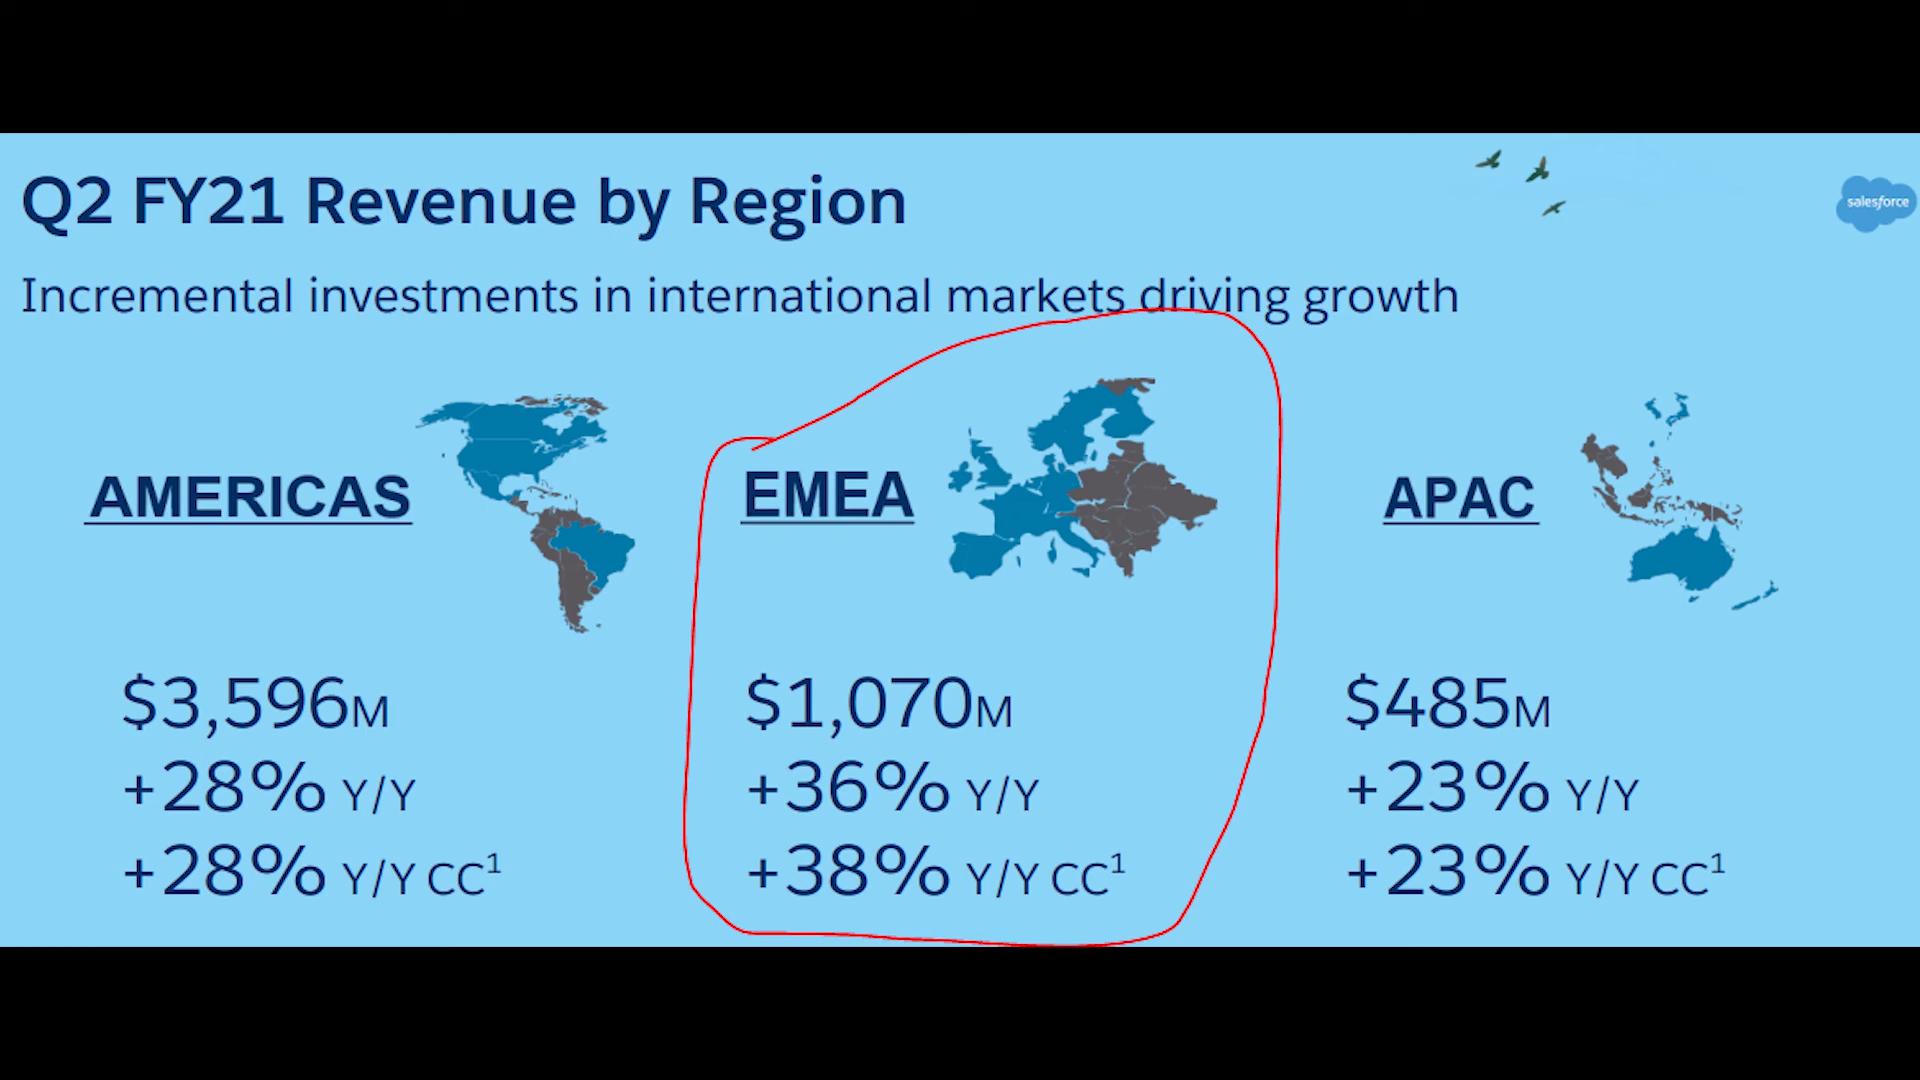 Q2 FY21 Revenue by Region
salesforce
Incremental investments in international markets driving growth
AMERICAS
$3,596M
+28% Y/Y
+28% Y/Y CC¹
EMEA
$1,070M
+36% Y/Y
+38% Y/Y CC¹
APAC
$485M
+23% Y/Y
+23% Y/Y CC¹